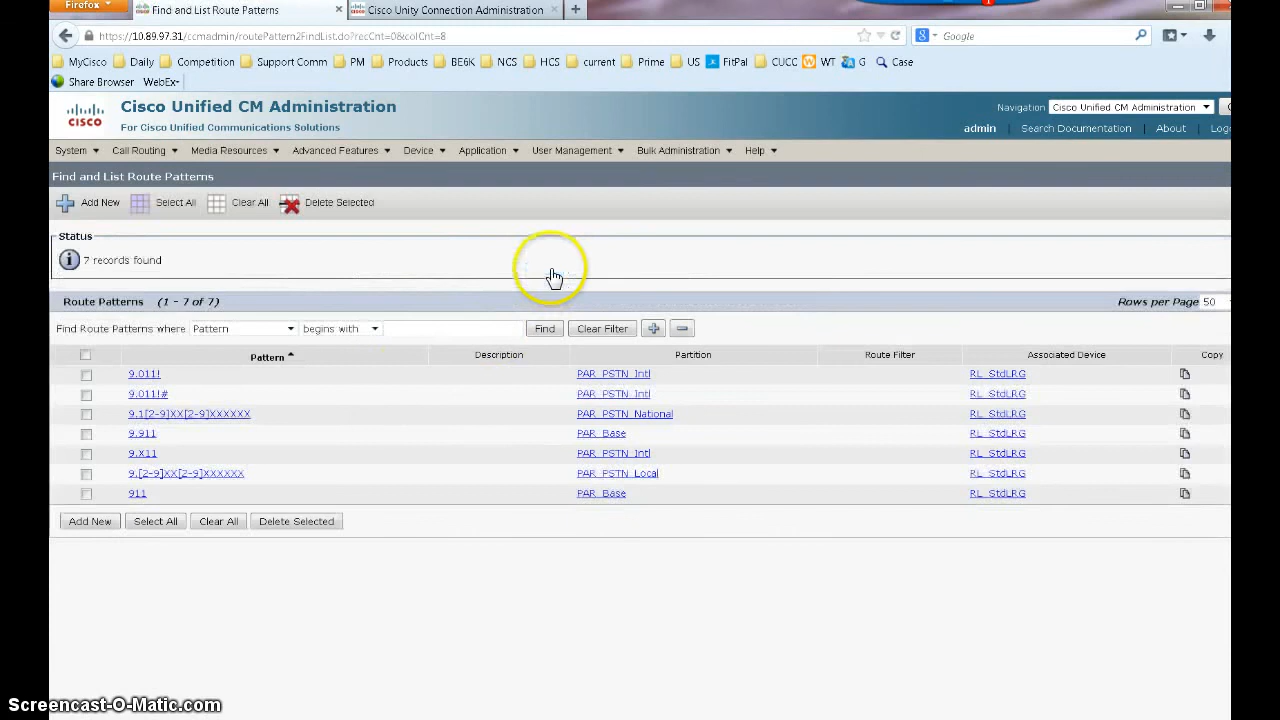 Firefox
Find and List Route Patterns
Cisco Unity Connection Administration
1
https://10.89.97.31/ccmadmin/routePattern2FindList.do?recCnt=0&colCnt=8
Google
MyCisco Daily Competition Support Comm PM Products BE6K NCS HCS current Prime US FitPal CUCC WT G Case
Share Browser WebEx
CISCO
Cisco Unified CM Administration
For Cisco Unified Communications Solutions
Navigation Cisco Unified CM Administration
admin Search Documentation About Log
System Call Routing Media Resources Advanced Features Device Application User Management Bulk Administration Help
Find and List Route Patterns
Add New Select All Clear All Delete Selected
Status
7 records found
Route Patterns (1 - 7 of 7) Rows per Page 50
Find Route Patterns where Pattern begins with Find Clear Filter
Pattern Description Partition Route Filter Associated Device Copy
9.011! PAR_PSTN_Intl RL_StdLRG
9.011!# PAR_PSTN_Intl RL_StdLRG
9.1[2-9]XX[2-9]XXXXXX PAR_PSTN_National RL_StdLRG
9.911 PAR_Base RL_StdLRG
9.X11 PAR_PSTN_Intl RL_StdLRG
9.[2-9]XX[2-9]XXXXXX PAR_PSTN_Local RL_StdLRG
911 PAR_Base RL_StdLRG
Add New Select All Clear All Delete Selected
Screencast-O-Matic.com